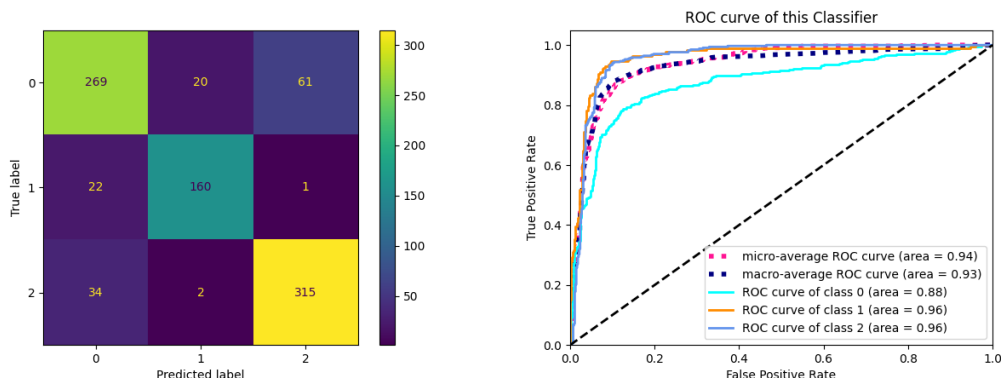 True label
0
1
2
269 20 61
22 160 1
34 2 315
0 1 2
Predicted label
300
250
200
150
100
50
ROC curve of this Classifier
True Positive Rate
1.0
0.8
0.6
0.4
0.2
0.0
micro-average ROC curve (area = 0.94)
macro-average ROC curve (area = 0.93)
ROC curve of class 0 (area = 0.88)
ROC curve of class 1 (area = 0.96)
ROC curve of class 2 (area = 0.96)
0.0 0.2 0.4 0.6 0.8 1.0
False Positive Rate